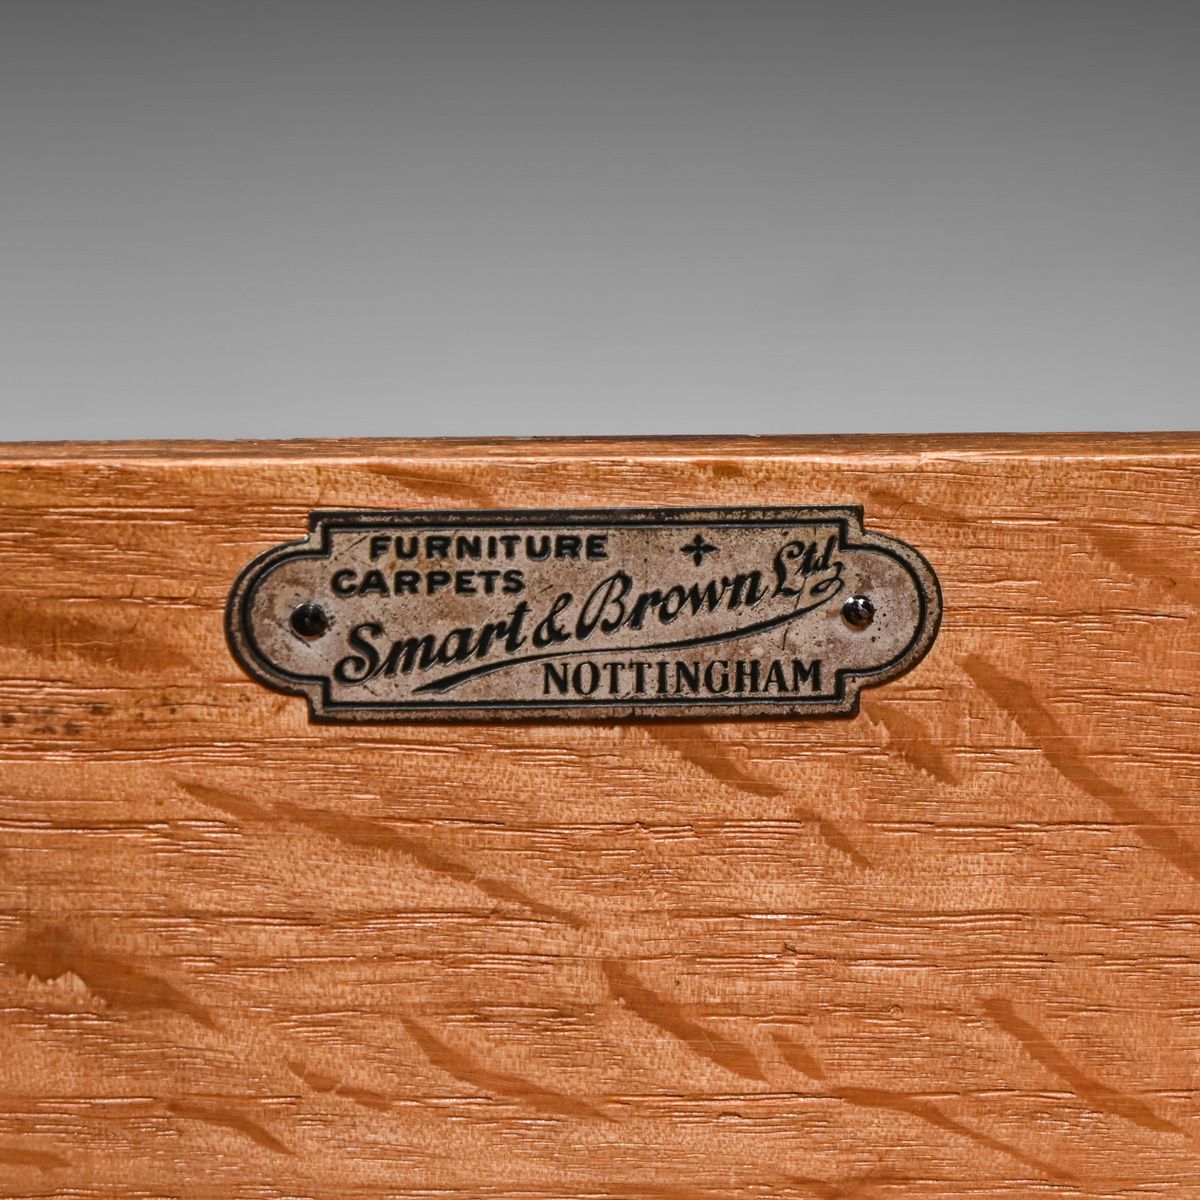 FURNITURE
CARPETS
Smart & Brown Ltd
NOTTINGHAM